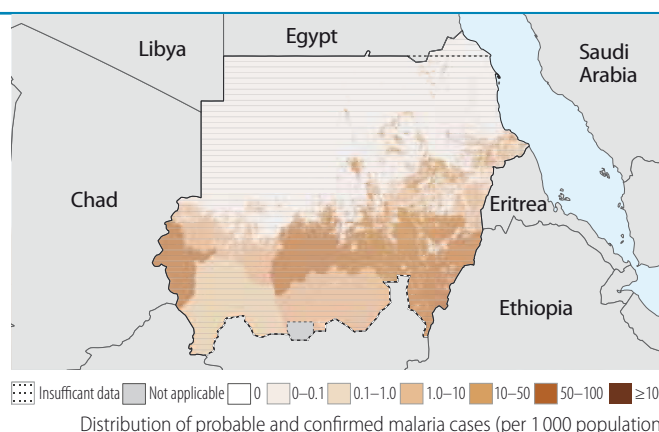 Libya
Egypt
Saudi
Arabia
Chad
Eritrea
Ethiopia
Insufficant data Not applicable 0 0–0.1 0.1–1.0 1.0–10 10–50 50–100 ≥10
Distribution of probable and confirmed malaria cases (per 1 000 population